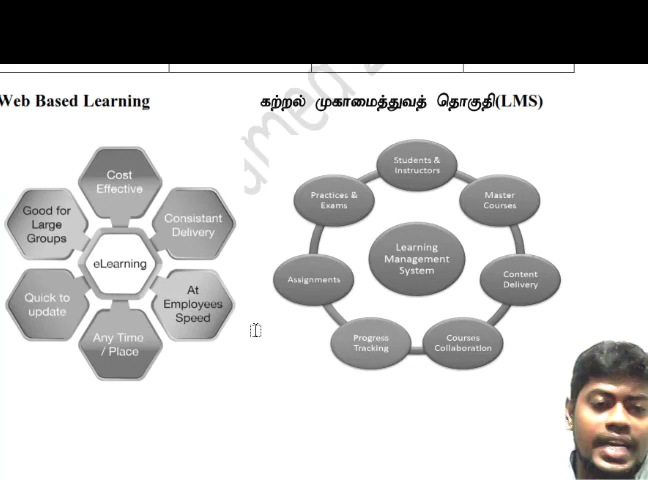 Web Based Learning
கற்றல் முகாமைத்துவத் தொகுதி(LMS)
Cost
Effective
Good for
Large
Groups
Consistant
Delivery
eLearning
Quick to
update
At
Employees
Speed
Any Time
/ Place
Students &
Instructors
Practices &
Exams
Master
Courses
Learning
Management
System
Assignments
Content
Delivery
Progress
Tracking
Courses
Collaboration